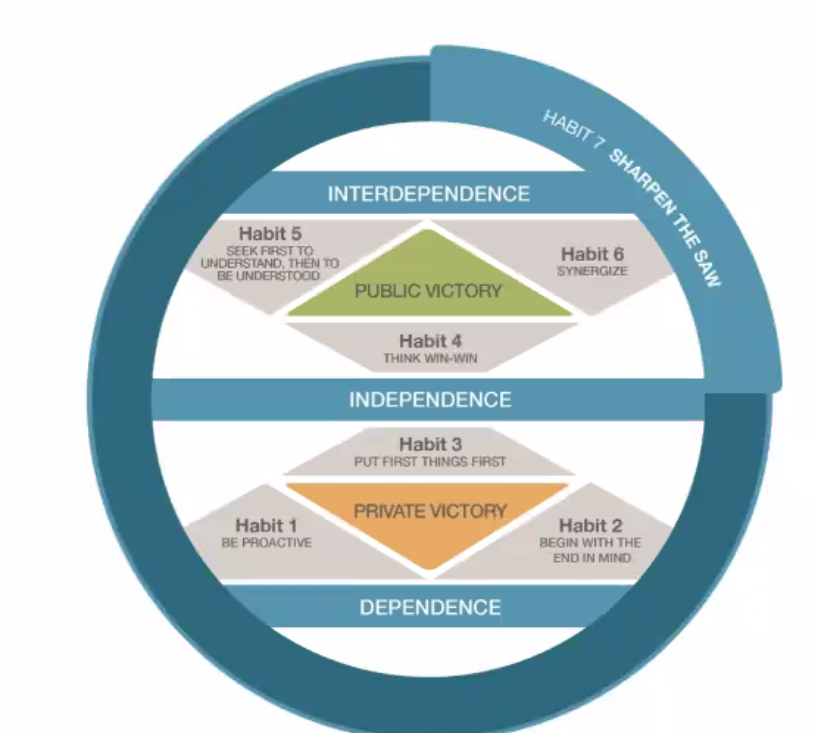 HABIT 7 SHARPEN THE SAW
INTERDEPENDENCE
Habit 5
SEEK FIRST TO
UNDERSTAND, THEN TO
BE UNDERSTOOD
Habit 6
SYNERGIZE
PUBLIC VICTORY
Habit 4
THINK WIN-WIN
INDEPENDENCE
Habit 3
PUT FIRST THINGS FIRST
PRIVATE VICTORY
Habit 1
BE PROACTIVE
Habit 2
BEGIN WITH THE
END IN MIND
DEPENDENCE